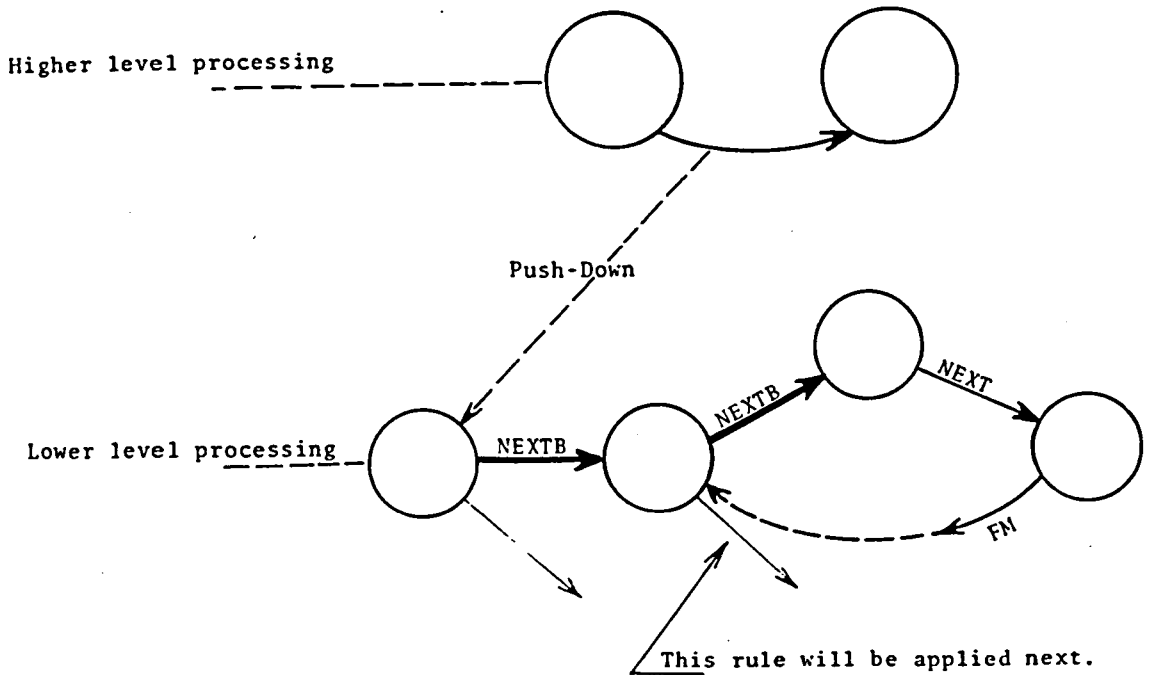 Higher level processing
Push-Down
NEXTB
NEXT
Lower level processing
NEXTB
FM
This rule will be applied next.